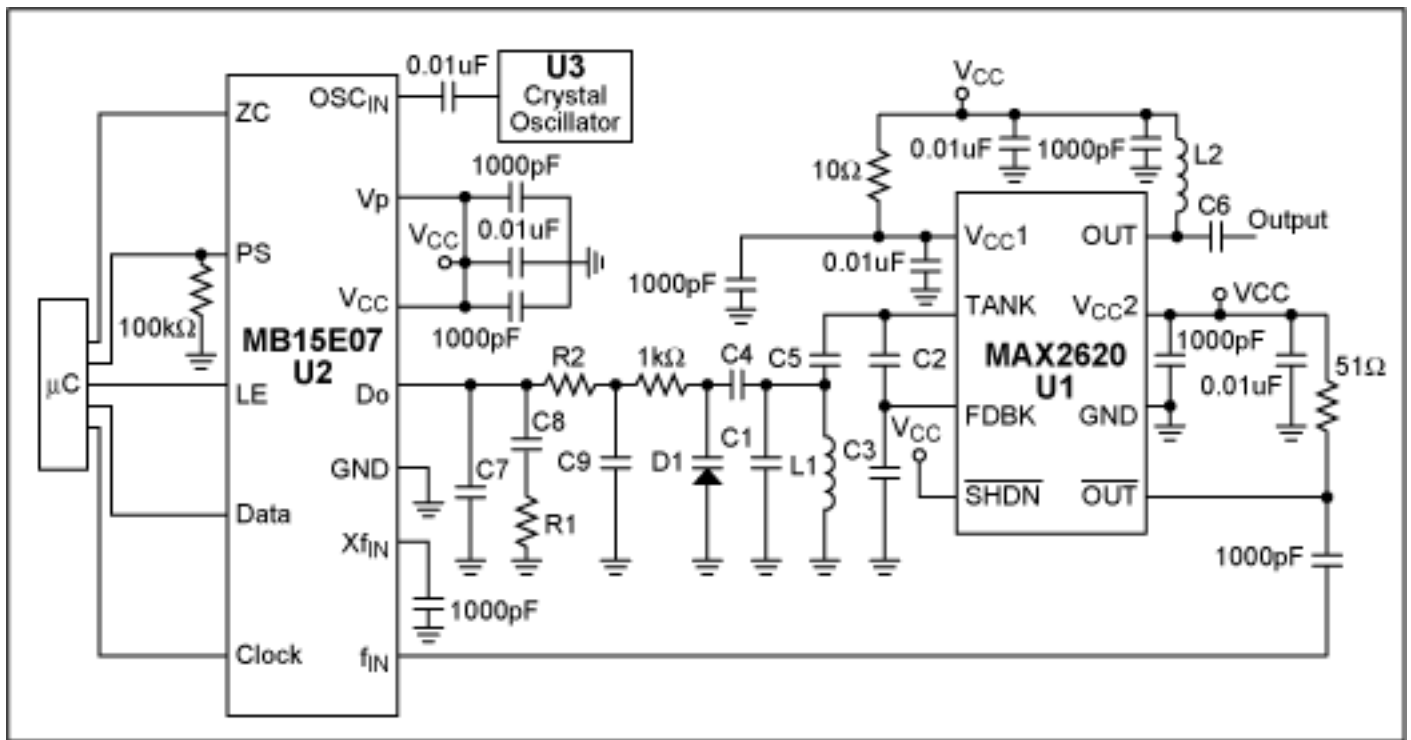 0.01uF
U3
Crystal
Oscillator
OSCIN
ZC
1000pF
Vp
0.01uF
VCC
PS
VCC
1000pF
100kΩ
MB15E07
U2
μC
LE
Do
GND
Data
XfIN
1000pF
Clock
fIN
R2
1kΩ
C4
C8
C7
R1
C9
D1
C1
L1
C5
C2
C3
VCC
VCC
10Ω
0.01uF
1000pF
L2
C6
Output
1000pF
0.01uF
VCC1
OUT
TANK
VCC2
VCC
MAX2620
U1
1000pF
0.01uF
51Ω
FDBK
GND
SHDN
OUT
1000pF